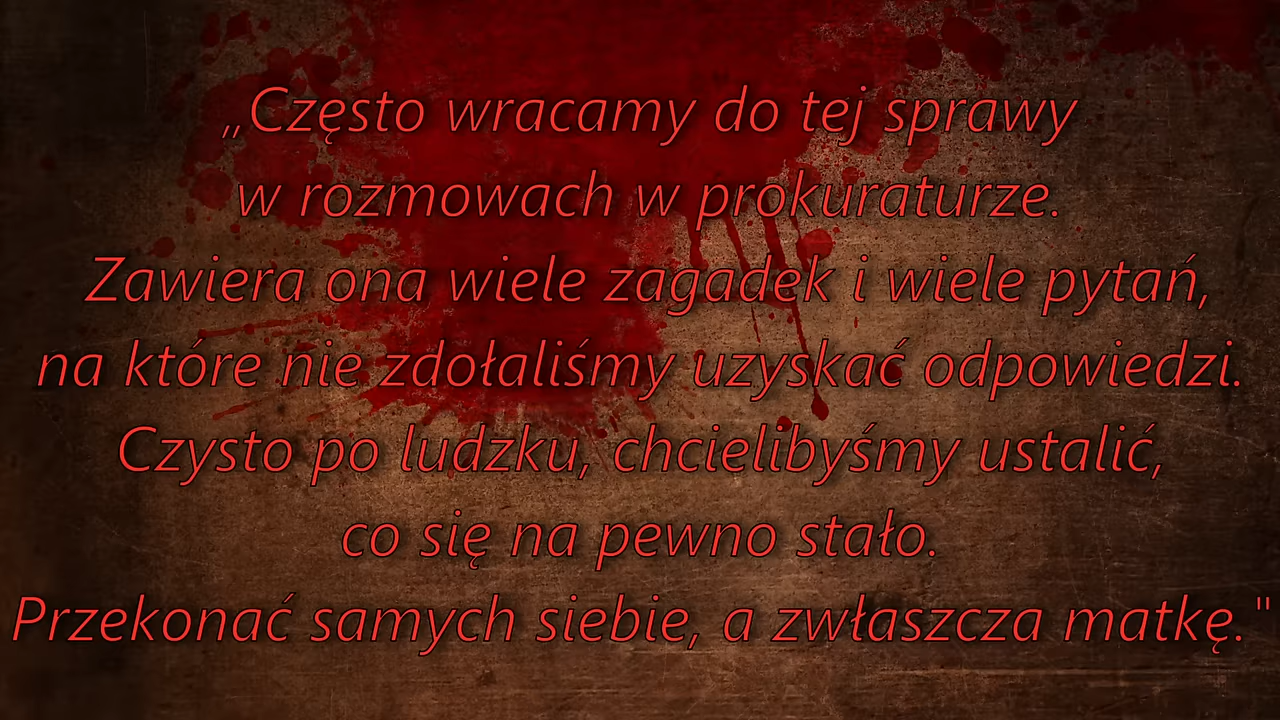 „Często wracamy do tej sprawy
w rozmowach w prokuraturze.
Zawiera ona wiele zagadek i wiele pytań,
na które nie zdołaliśmy uzyskać odpowiedzi.
Czysto po ludzku, chcielibyśmy ustalić,
co się na pewno stało.
Przekonać samych siebie, a zwłaszcza matkę."